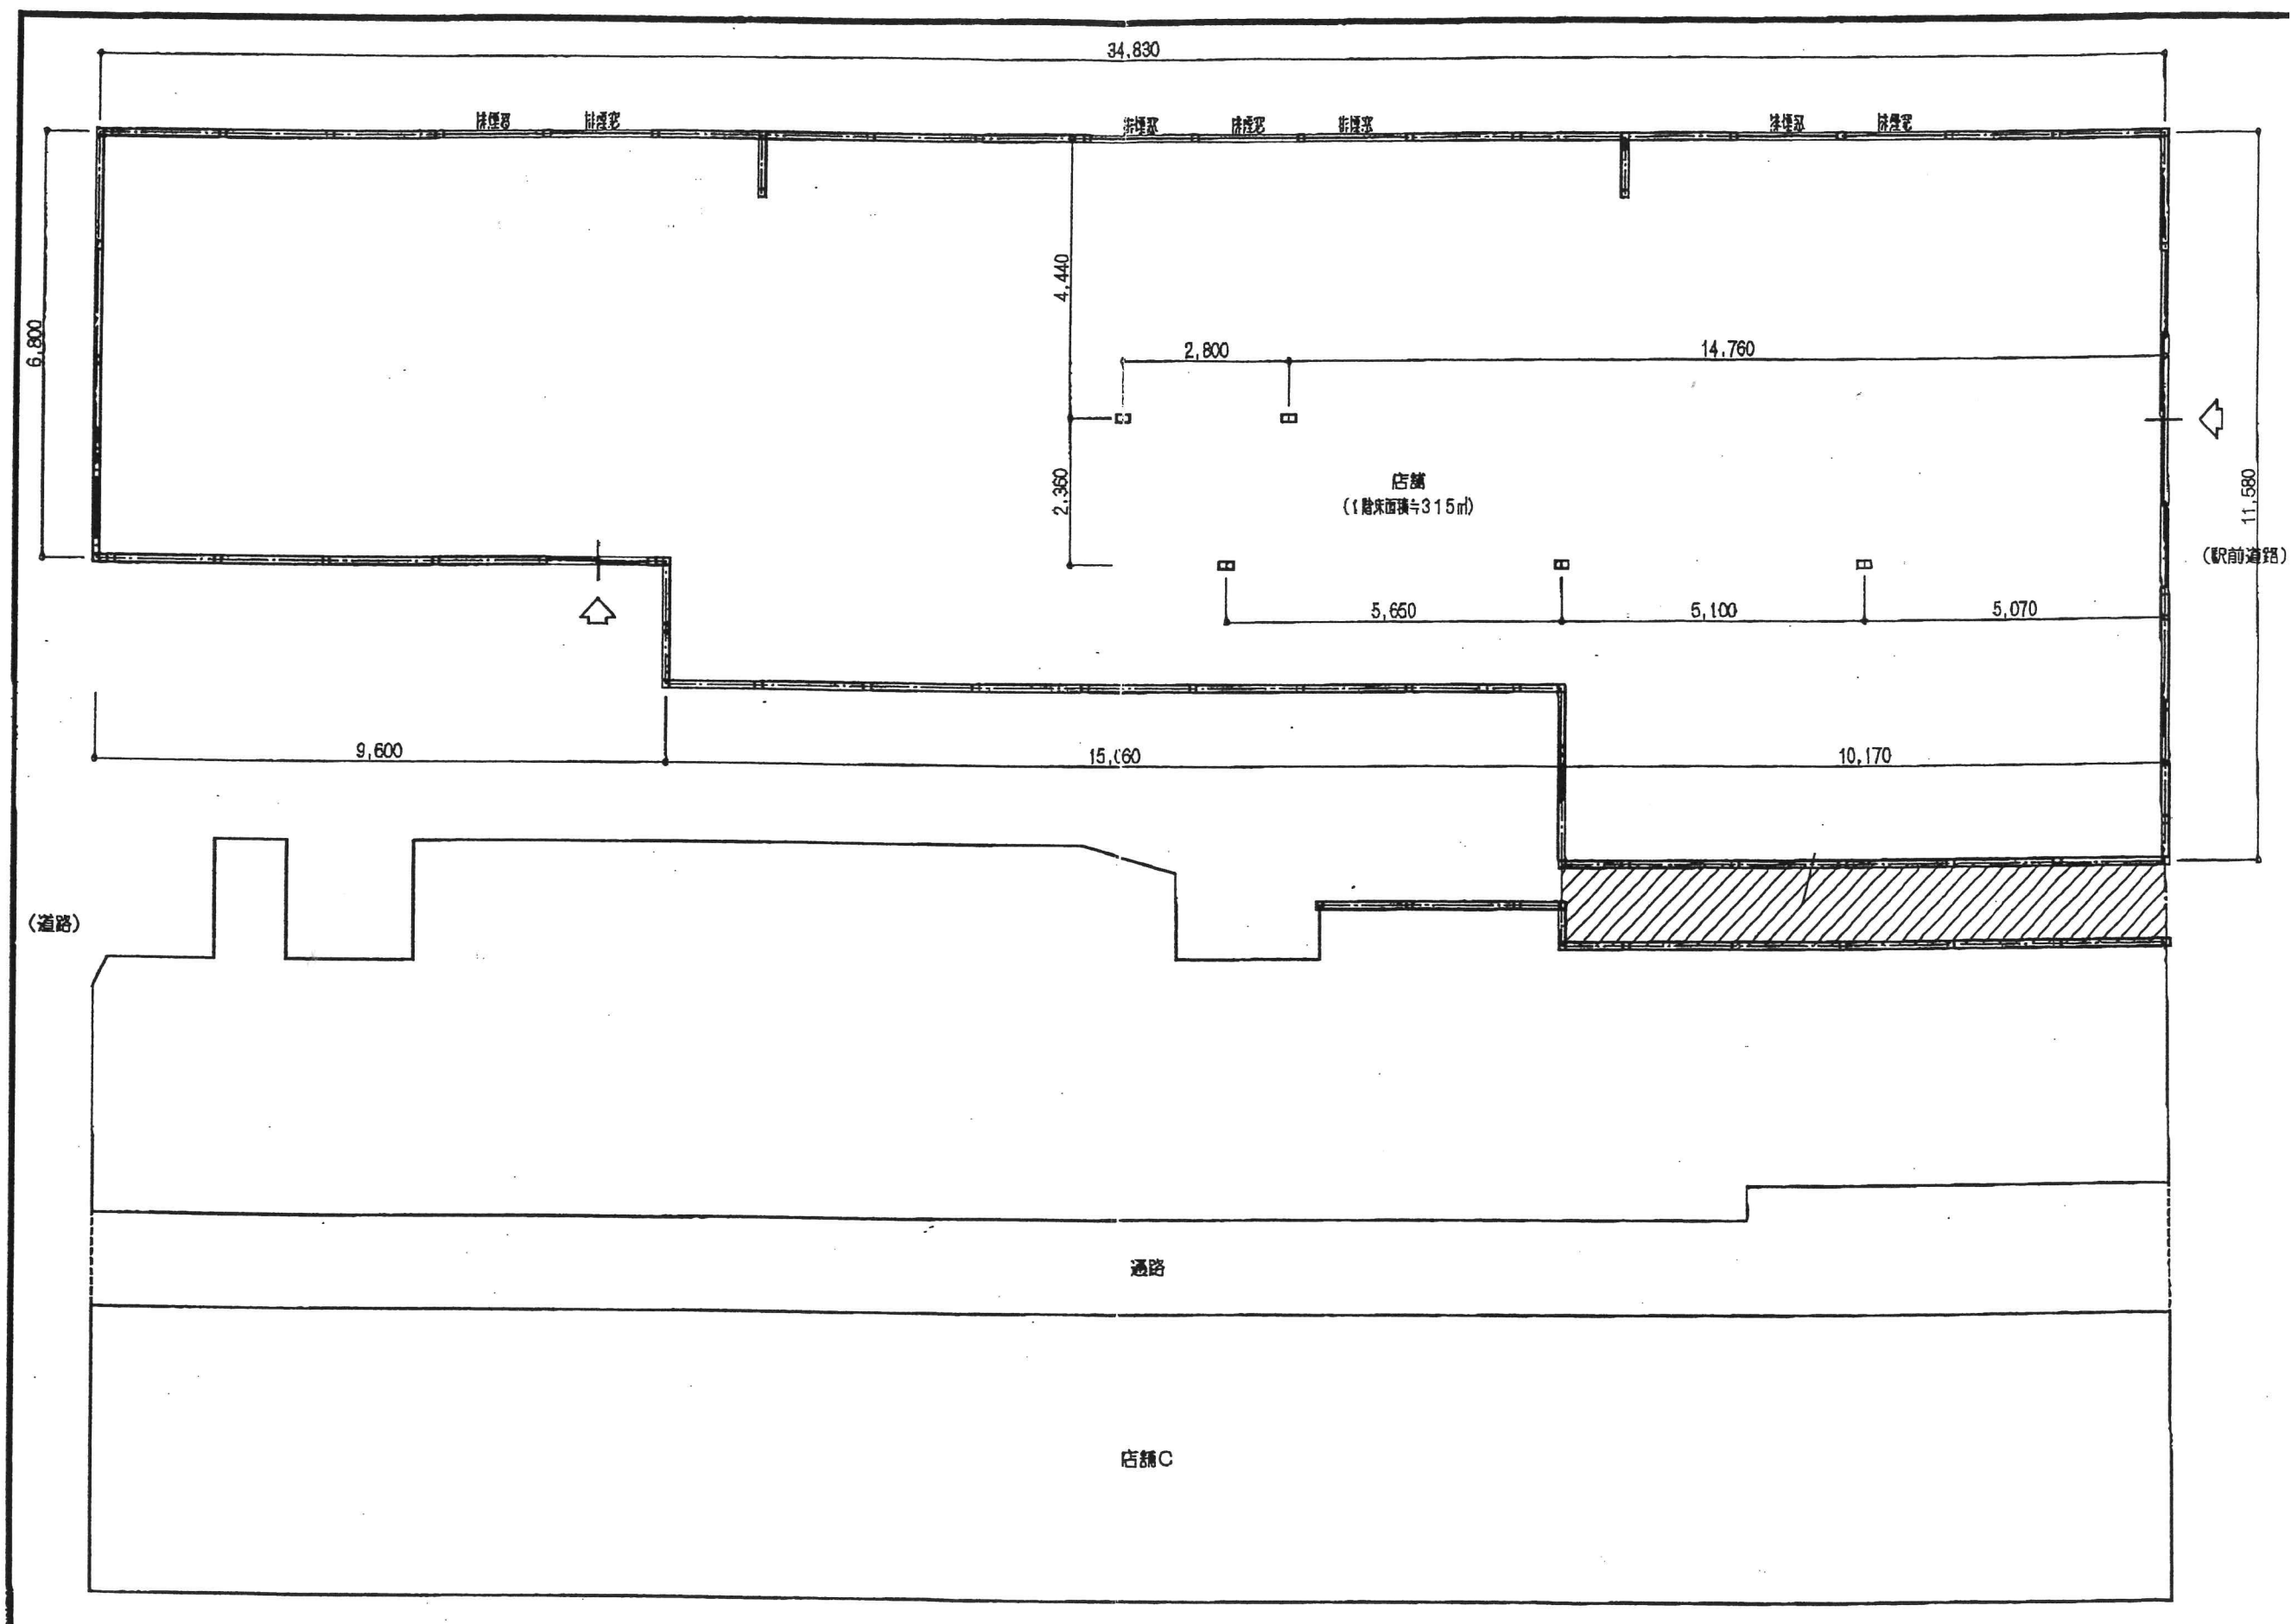 34,830
排煙窓
排煙窓
排煙窓
排煙窓
排煙窓
排煙窓
排煙窓
6,800
4,440
2,800
14,760
2,360
店舗
(1階床面積≒315㎡)
11,580
(駅前道路)
5,650
5,100
5,070
9,600
15,060
10,170
(道路)
通路
店舗C